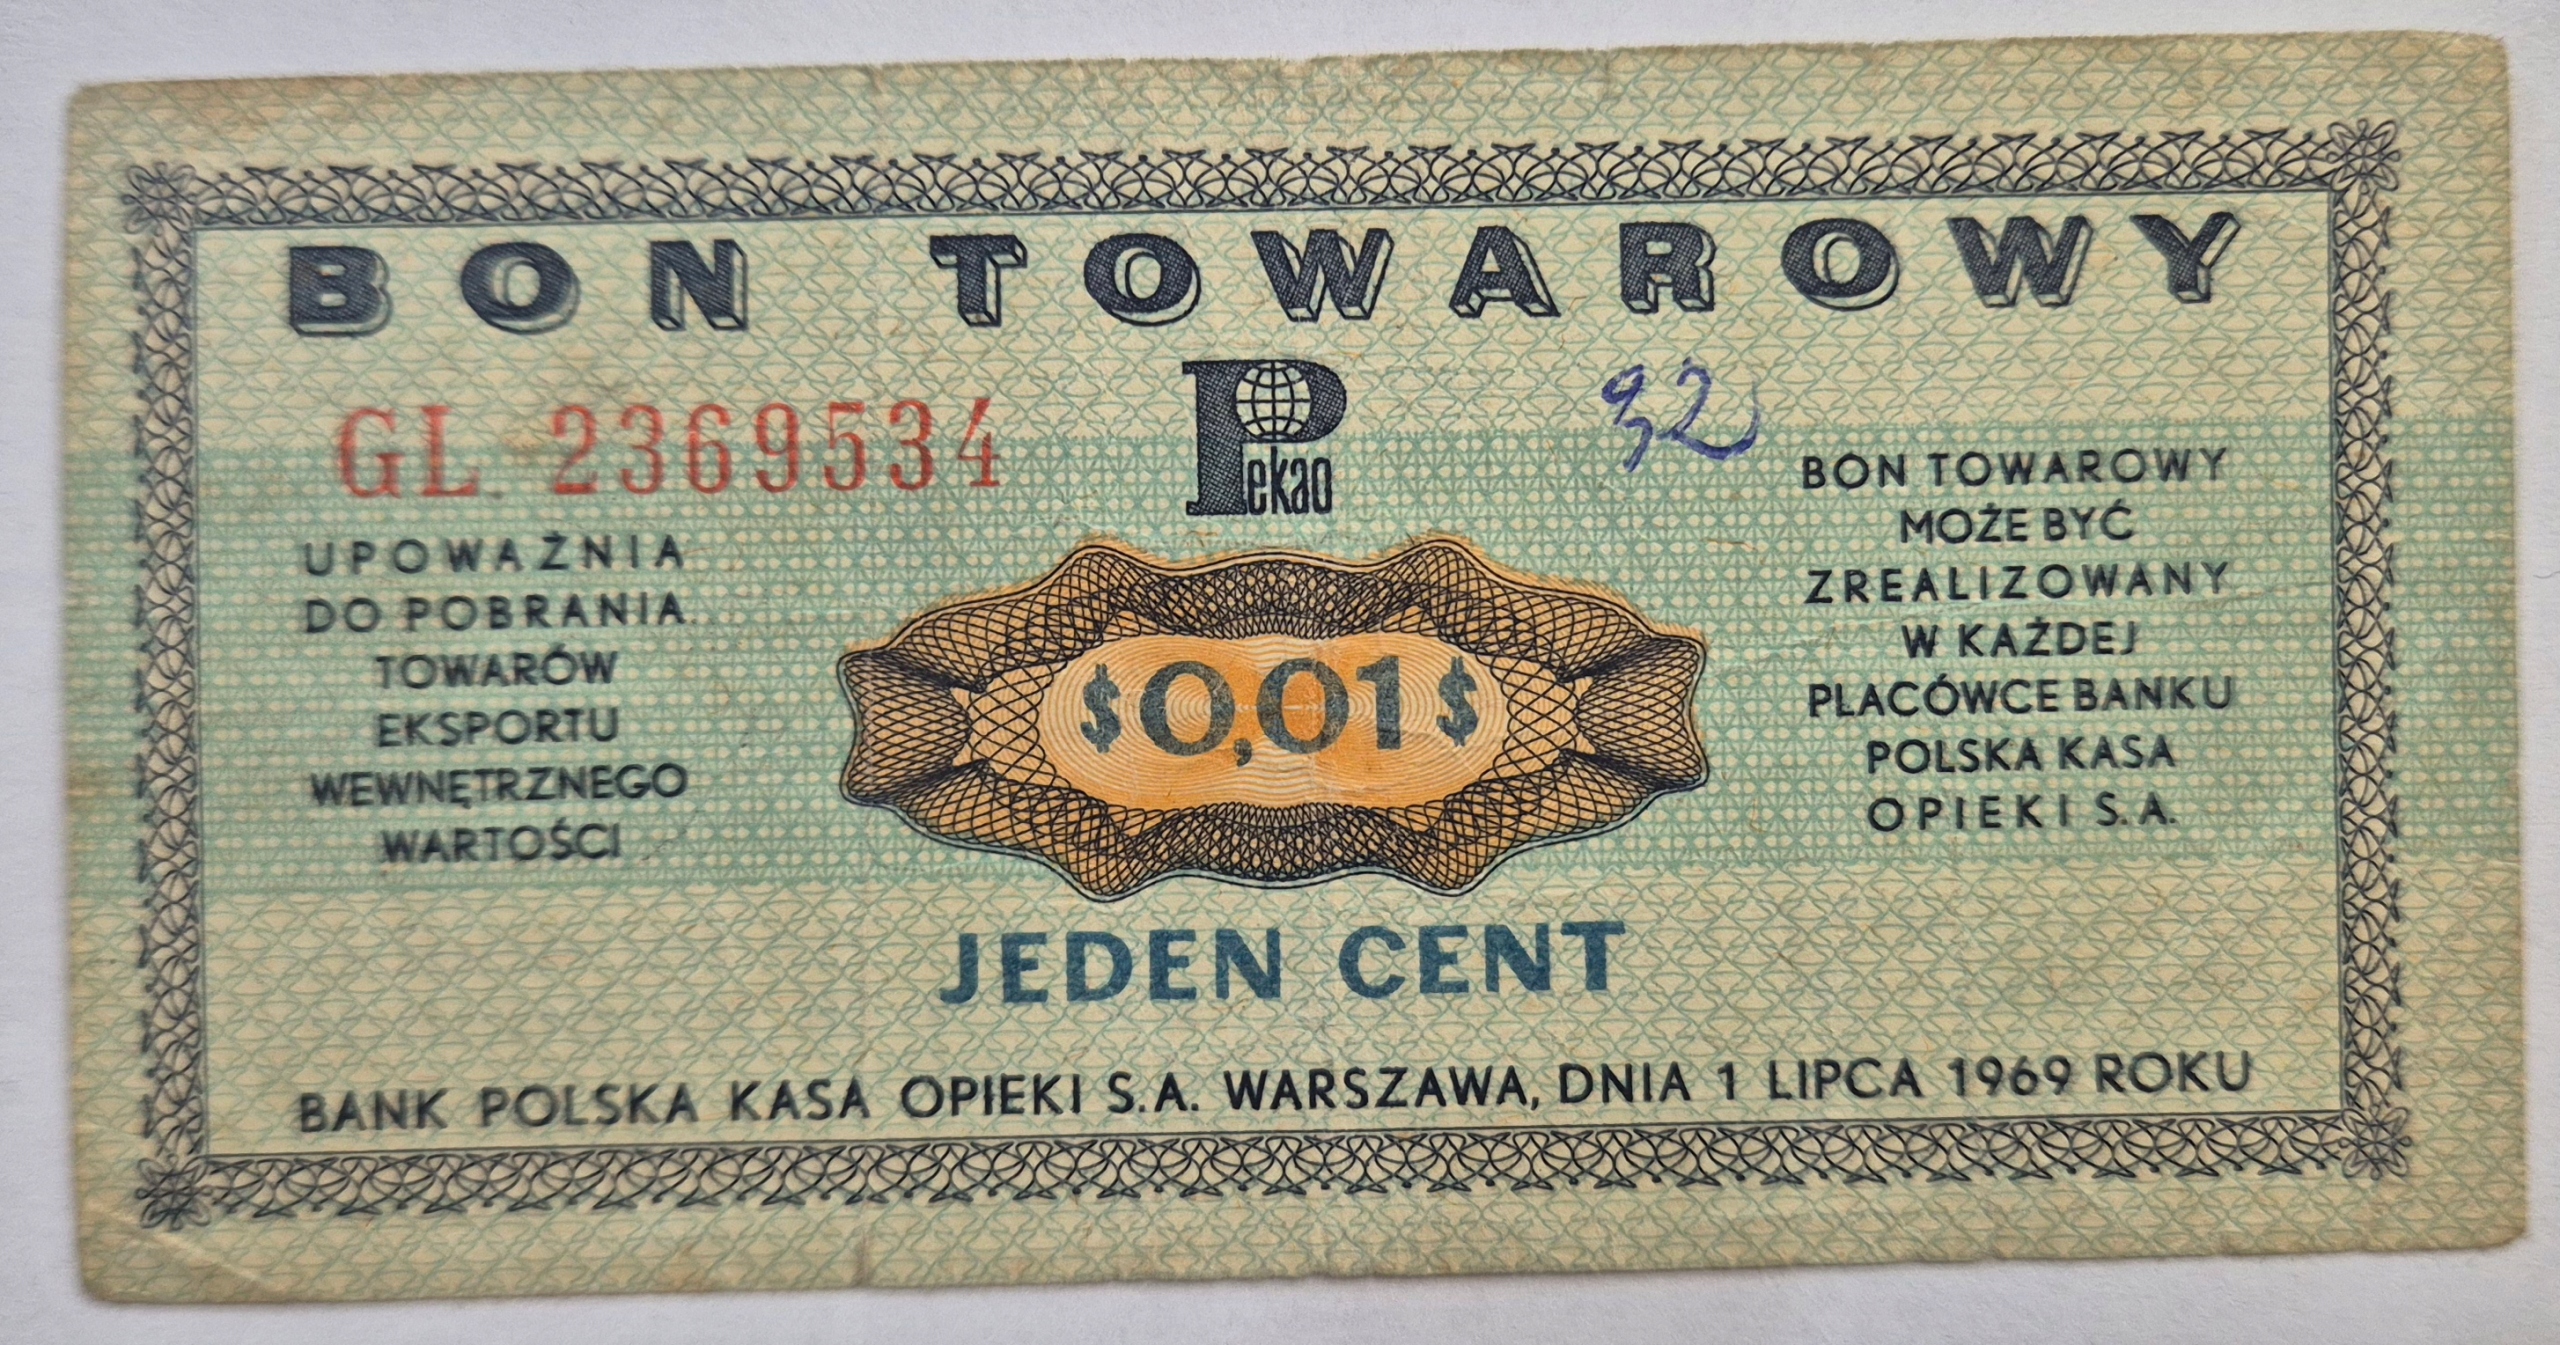 BON TOWAROWY
GL 2369534
Pekao
92
UPOWAŻNIA
DO POBRANIA
TOWARÓW
EKSPORTU
WEWNĘTRZNEGO
WARTOŚCI
$0,01$
BON TOWAROWY
MOŻE BYĆ
ZREALIZOWANY
W KAŻDEJ
PLACÓWCE BANKU
POLSKA KASA
OPIEKI S.A.
JEDEN CENT
BANK POLSKA KASA OPIEKI S.A. WARSZAWA, DNIA 1 LIPCA 1969 ROKU